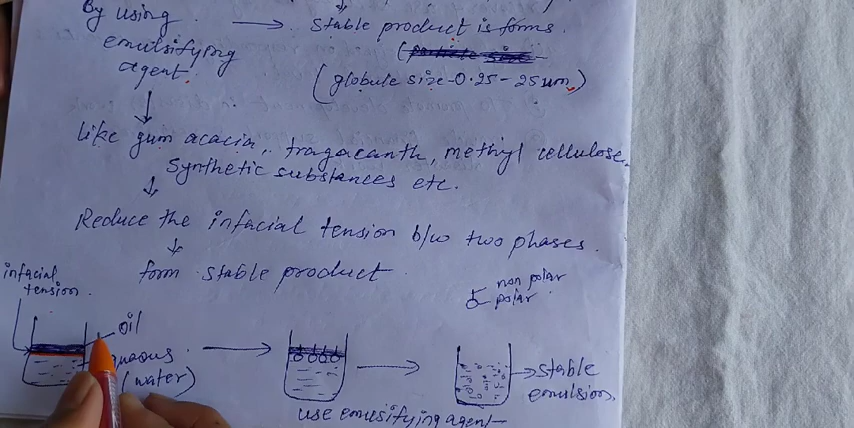 By using → stable product is forms.
emulsifying
agent.
(globule size-0.25-25um)
Like gum acacia, tragacanth, methyl cellulose,
synthetic substances etc.
Reduce the infacial tension b/w two phases.
form stable product.
infacial
tension.
non polar
polar
oil
(water)
stable
emulsion.
use emusifying agent